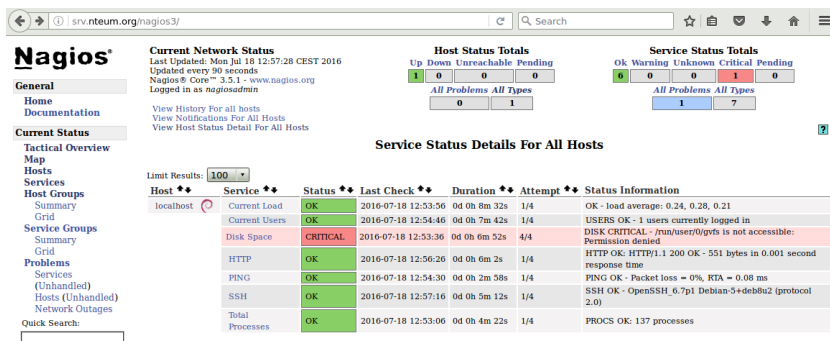 srv.nteum.org/nagios3/
Search
Nagios®
General
Home
Documentation
Current Status
Tactical Overview
Map
Hosts
Services
Host Groups
Summary
Grid
Service Groups
Summary
Grid
Problems
Services
(Unhandled)
Hosts (Unhandled)
Network Outages
Quick Search:
Current Network Status
Last Updated: Mon Jul 18 12:57:28 CEST 2016
Updated every 90 seconds
Nagios® Core™ 3.5.1 - www.nagios.org
Logged in as nagiosadmin
View History For all hosts
View Notifications For All Hosts
View Host Status Detail For All Hosts
Host Status Totals
Up Down Unreachable Pending
1 0 0 0
All Problems All Types
0 1
Service Status Totals
Ok Warning Unknown Critical Pending
6 0 0 1 0
All Problems All Types
1 7
?
Service Status Details For All Hosts
Limit Results: 100
Host Service Status Last Check Duration Attempt Status Information
localhost Current Load OK 2016-07-18 12:53:56 0d 0h 8m 32s 1/4 OK - load average: 0.24, 0.28, 0.21
Current Users OK 2016-07-18 12:54:46 0d 0h 7m 42s 1/4 USERS OK - 1 users currently logged in
Disk Space CRITICAL 2016-07-18 12:53:36 0d 0h 6m 52s 4/4 DISK CRITICAL - /run/user/0/gvfs is not accessible:
Permission denied
HTTP OK 2016-07-18 12:56:26 0d 0h 6m 2s 1/4 HTTP OK: HTTP/1.1 200 OK - 551 bytes in 0.001 second
response time
PING OK 2016-07-18 12:54:30 0d 0h 2m 58s 1/4 PING OK - Packet loss = 0%, RTA = 0.08 ms
SSH OK 2016-07-18 12:57:16 0d 0h 5m 12s 1/4 SSH OK - OpenSSH_6.7p1 Debian-5+deb8u2 (protocol
2.0)
Total
Processes OK 2016-07-18 12:53:06 0d 0h 4m 22s 1/4 PROCS OK: 137 processes